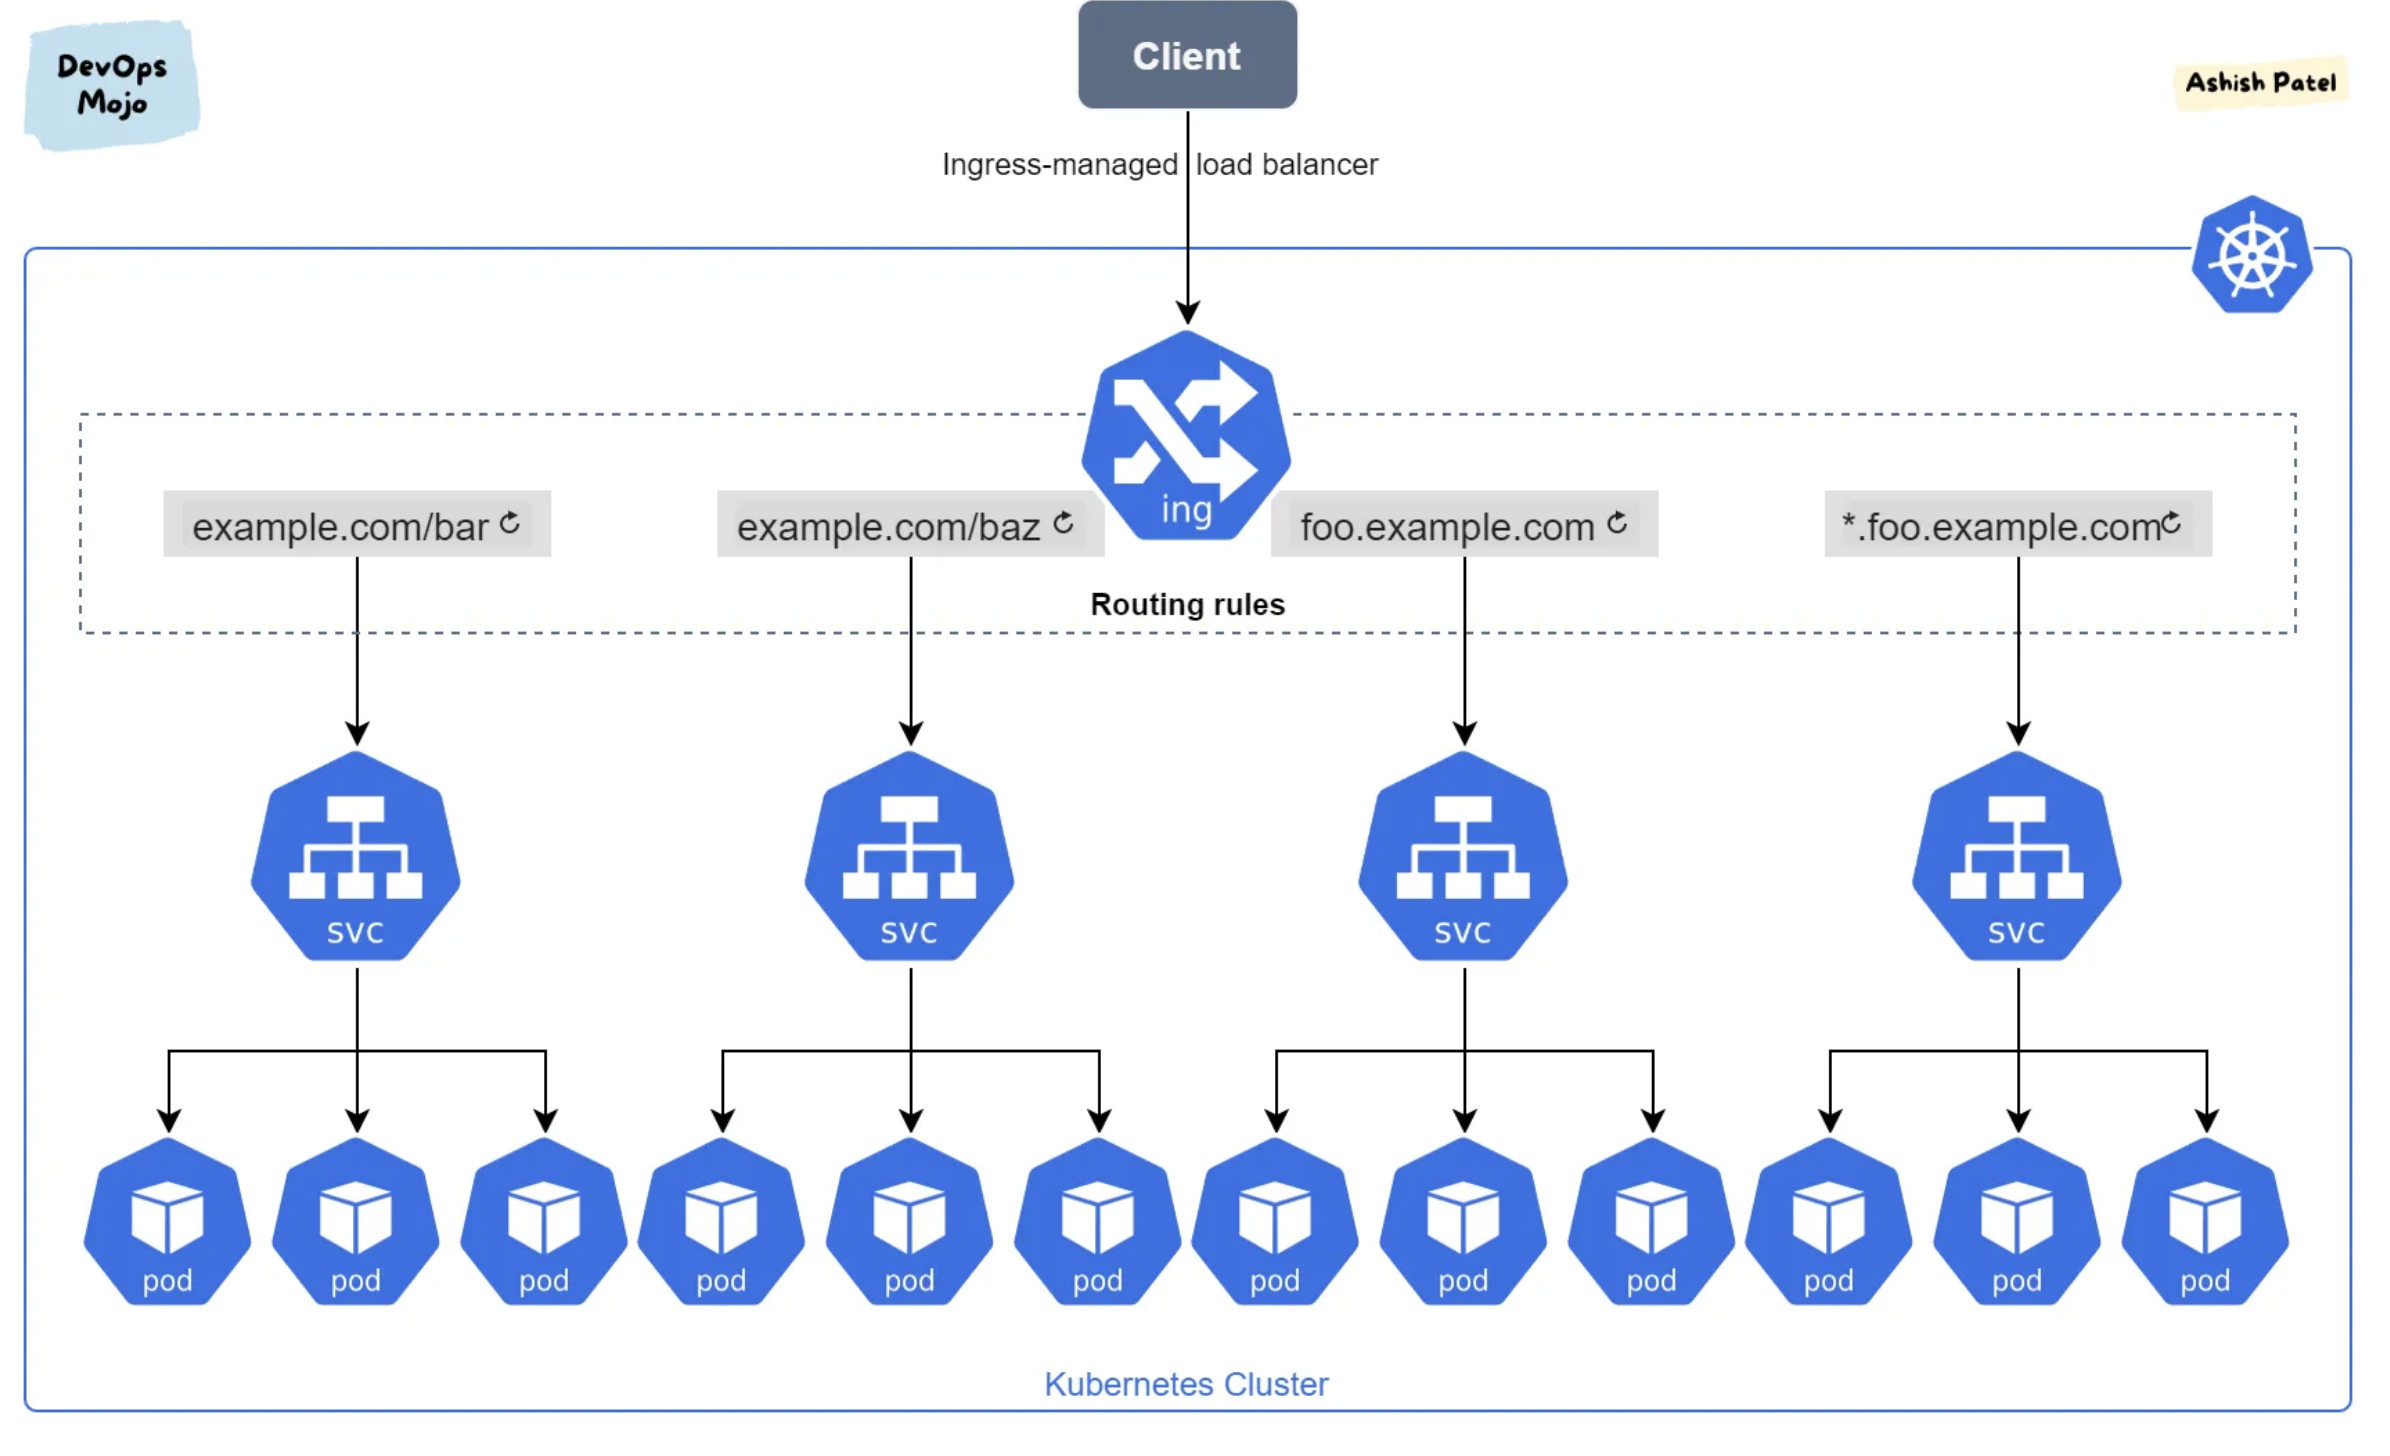 DevOps
Mojo
Client
Ashish Patel
Ingress-managed load balancer
ing
example.com/bar
example.com/baz
foo.example.com
*.foo.example.com
Routing rules
svc
svc
svc
svc
pod
pod
pod
pod
pod
pod
pod
pod
pod
pod
pod
pod
Kubernetes Cluster